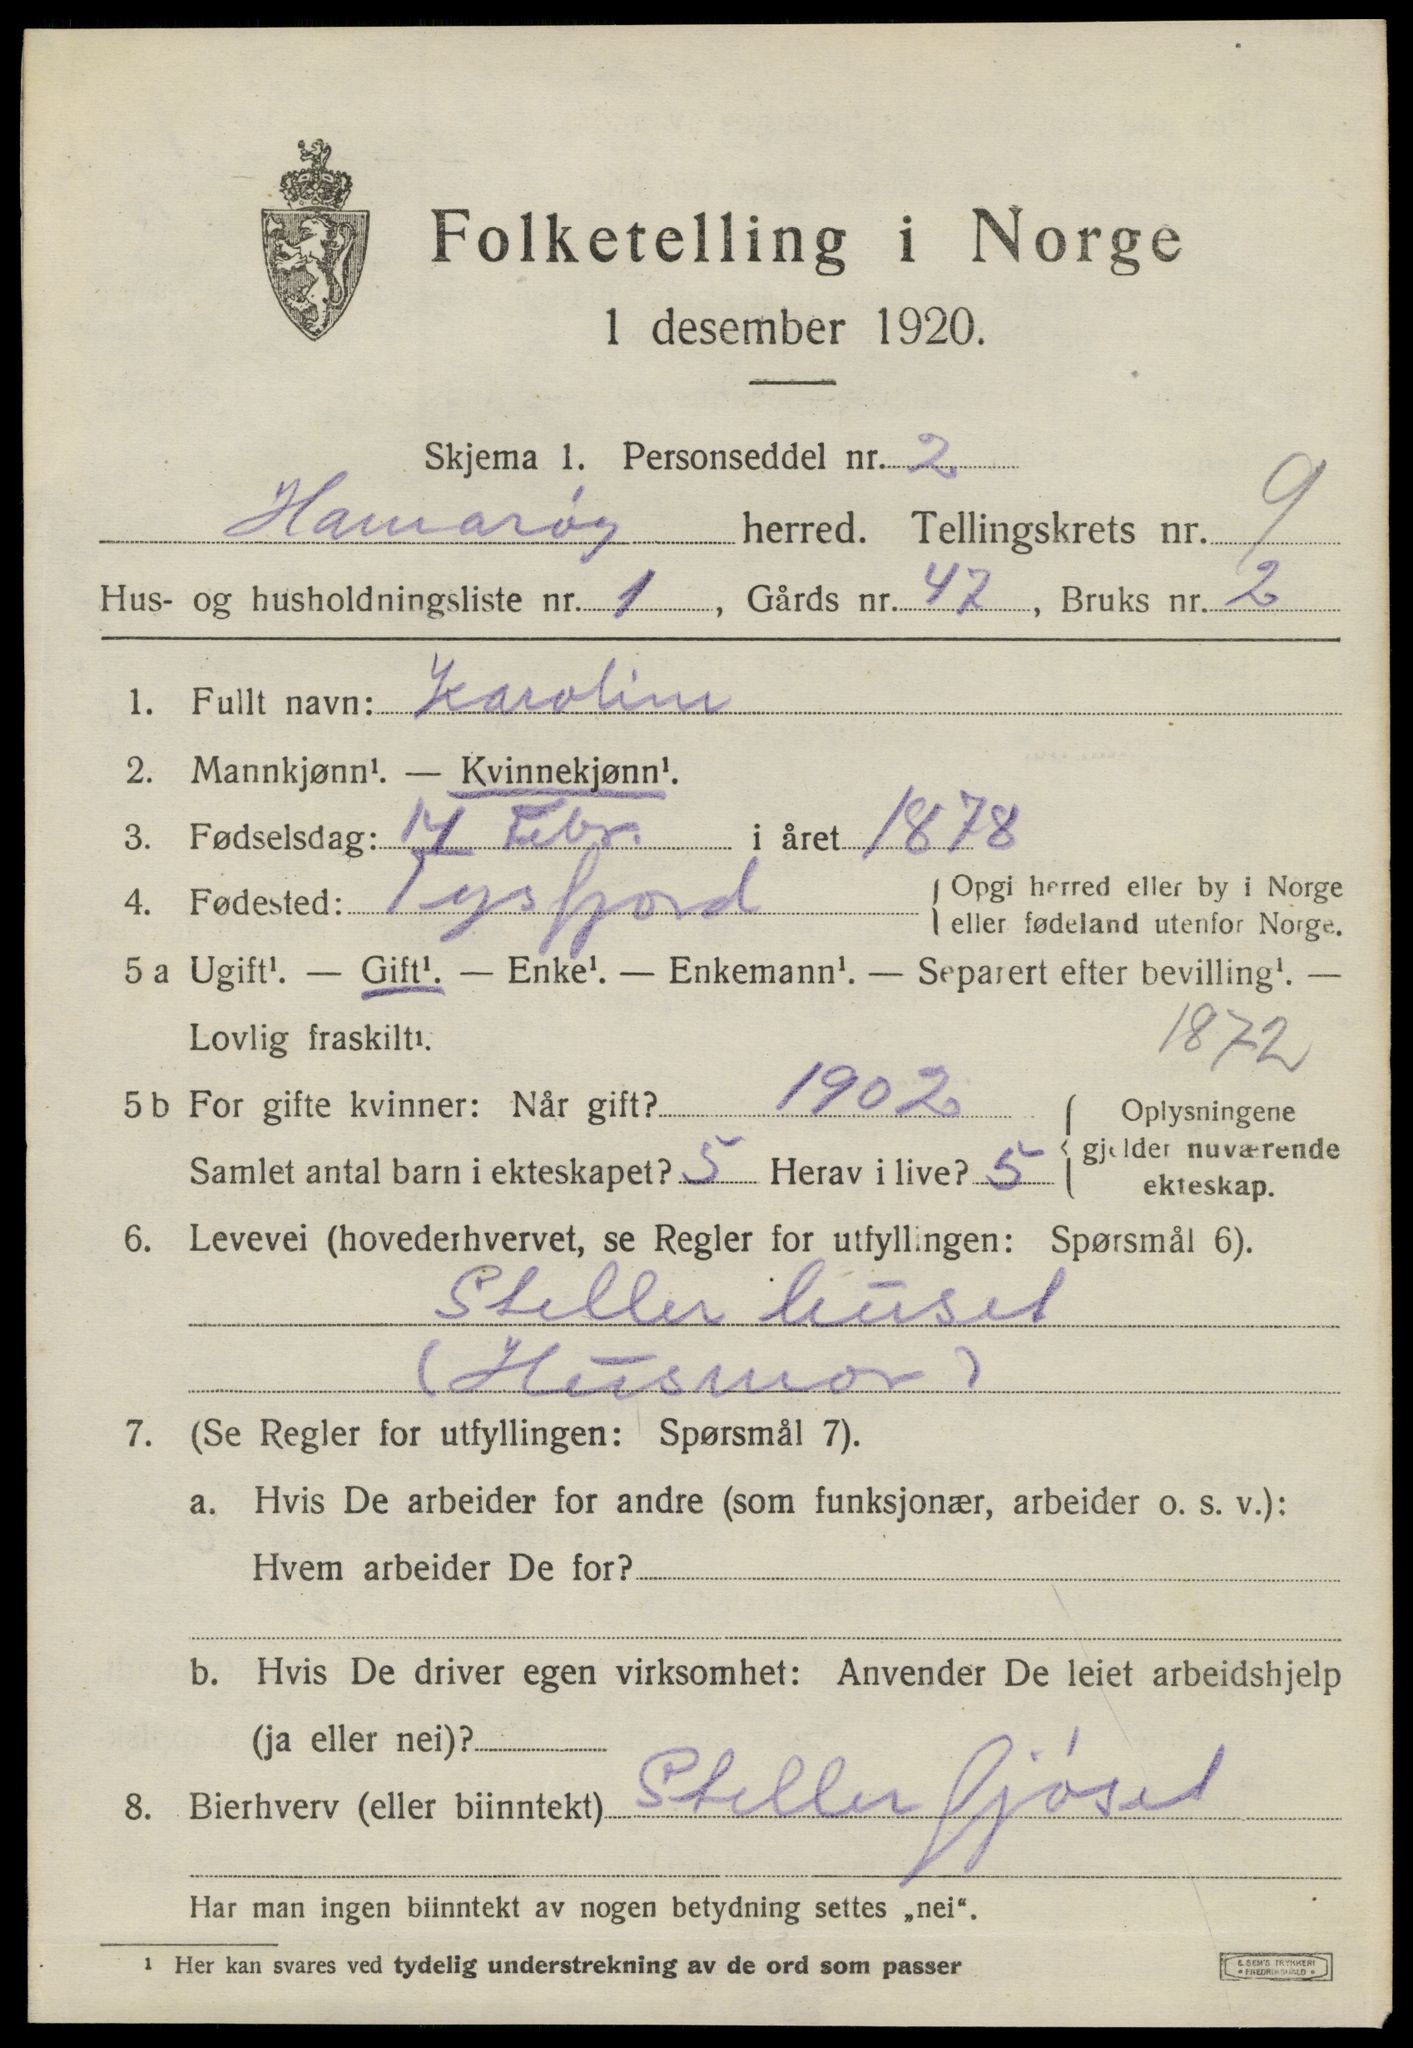 Folketelling i Norge
1 desember 1920.
Skjema 1. Personseddel nr. 2
Hamarøy herred. Tellingskrets nr. 9
Hus- og husholdningsliste nr. 1, Gårds nr. 47, Bruks nr. 2
1. Fullt navn: Karoline
2. Mannkjønn¹. — Kvinnekjønn¹.
3. Fødselsdag: 14 Febr. i året 1878
4. Fødested: Tysfjord { Opgi herred eller by i Norge
eller fødeland utenfor Norge.
5 a Ugift¹. — Gift¹. — Enke¹. — Enkemann¹. — Separert efter bevilling¹. —
Lovlig fraskilt¹. 1872
5 b For gifte kvinner: Når gift? 1902 { Oplysningene
Samlet antal barn i ekteskapet? 5 Herav i live? 5 gjelder nuværende
ekteskap.
6. Levevei (hovederhvervet, se Regler for utfyllingen: Spørsmål 6).
Steller huset
(Husmor)
7. (Se Regler for utfyllingen: Spørsmål 7).
a. Hvis De arbeider for andre (som funksjonær, arbeider o. s. v.):
Hvem arbeider De for?
b. Hvis De driver egen virksomhet: Anvender De leiet arbeidshjelp
(ja eller nei)?
8. Bierhverv (eller biinntekt) Steller fjøset
Har man ingen biinntekt av nogen betydning settes „nei“.
¹ Her kan svares ved tydelig understrekning av de ord som passer
E. SEM'S TRYKKERI
• FREDRIKSHALD •